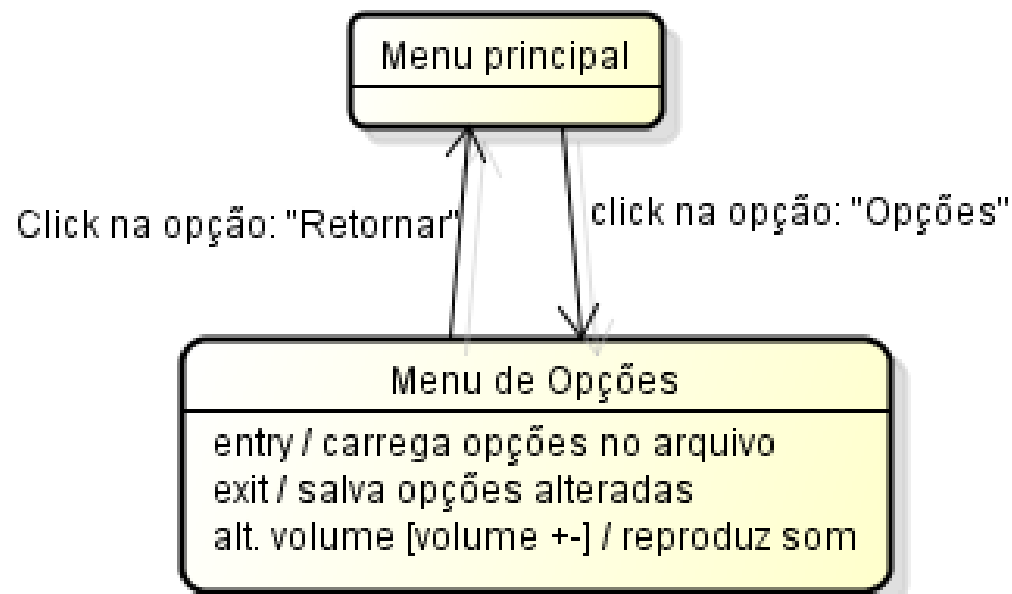 Menu principal
Click na opção: "Retornar"
click na opção: "Opções"
Menu de Opções
entry / carrega opções no arquivo
exit / salva opções alteradas
alt. volume [volume +-] / reproduz som